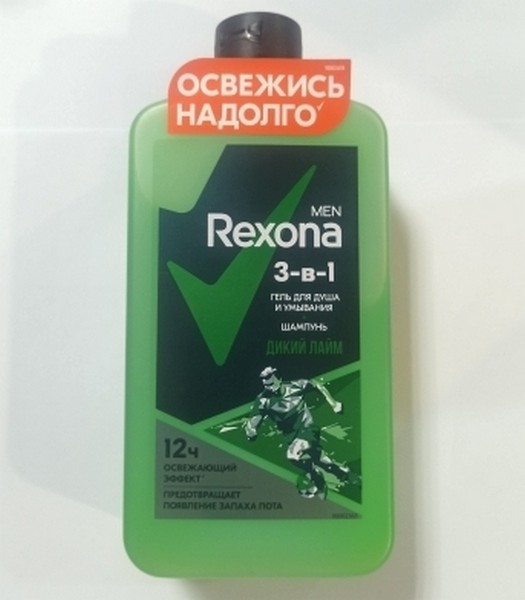 ОСВЕЖИСЬ
НАДОЛГО✓
MEN
Rexona
3-в-1
ГЕЛЬ ДЛЯ ДУША
И УМЫВАНИЯ
ШАМПУНЬ
ДИКИЙ ЛАЙМ
12ч
ОСВЕЖАЮЩИЙ
ЭФФЕКТ
ПРЕДОТВРАЩАЕТ
ПОЯВЛЕНИЕ ЗАПАХА ПОТА